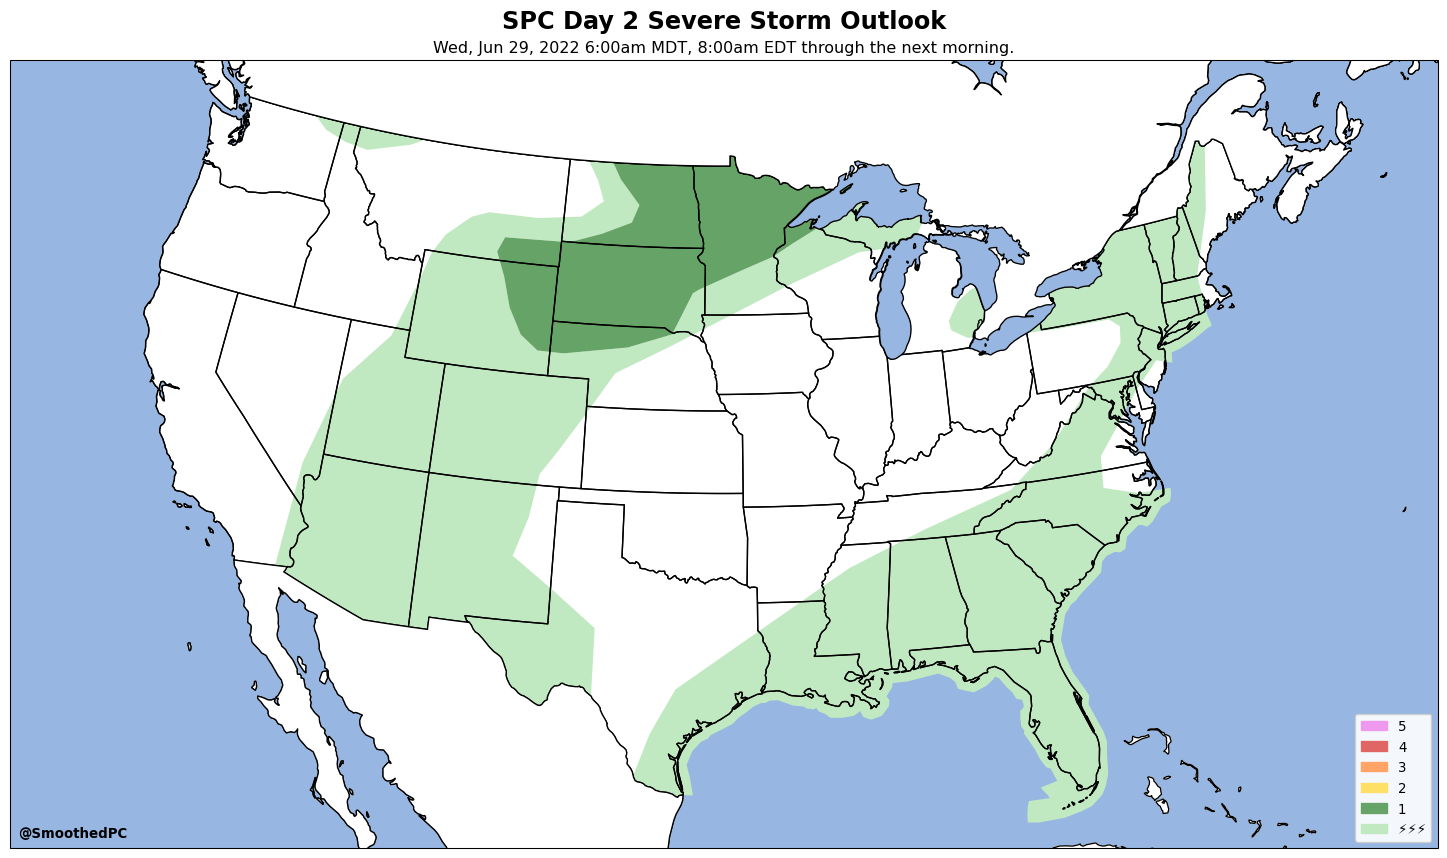 SPC Day 2 Severe Storm Outlook
Wed, Jun 29, 2022 6:00am MDT, 8:00am EDT through the next morning.
5
4
3
2
1
⚡⚡⚡
@SmoothedPC